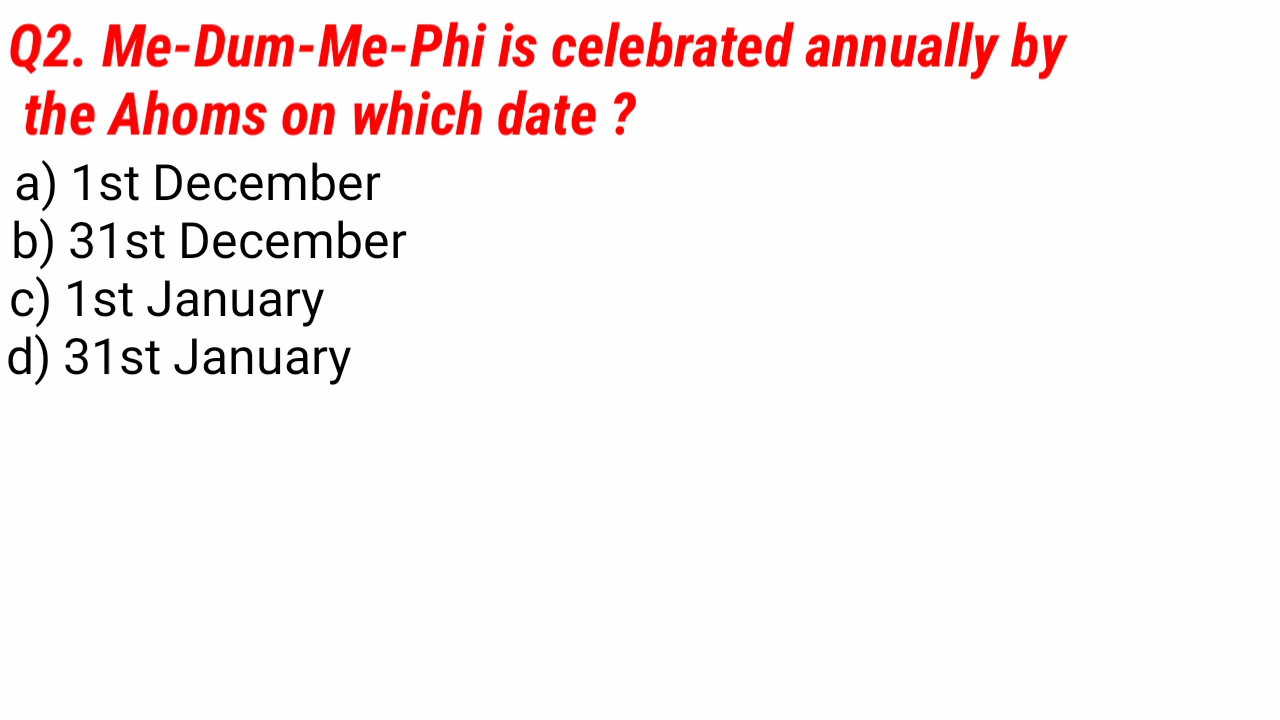 Q2. Me-Dum-Me-Phi is celebrated annually by
the Ahoms on which date ?
a) 1st December
b) 31st December
c) 1st January
d) 31st January